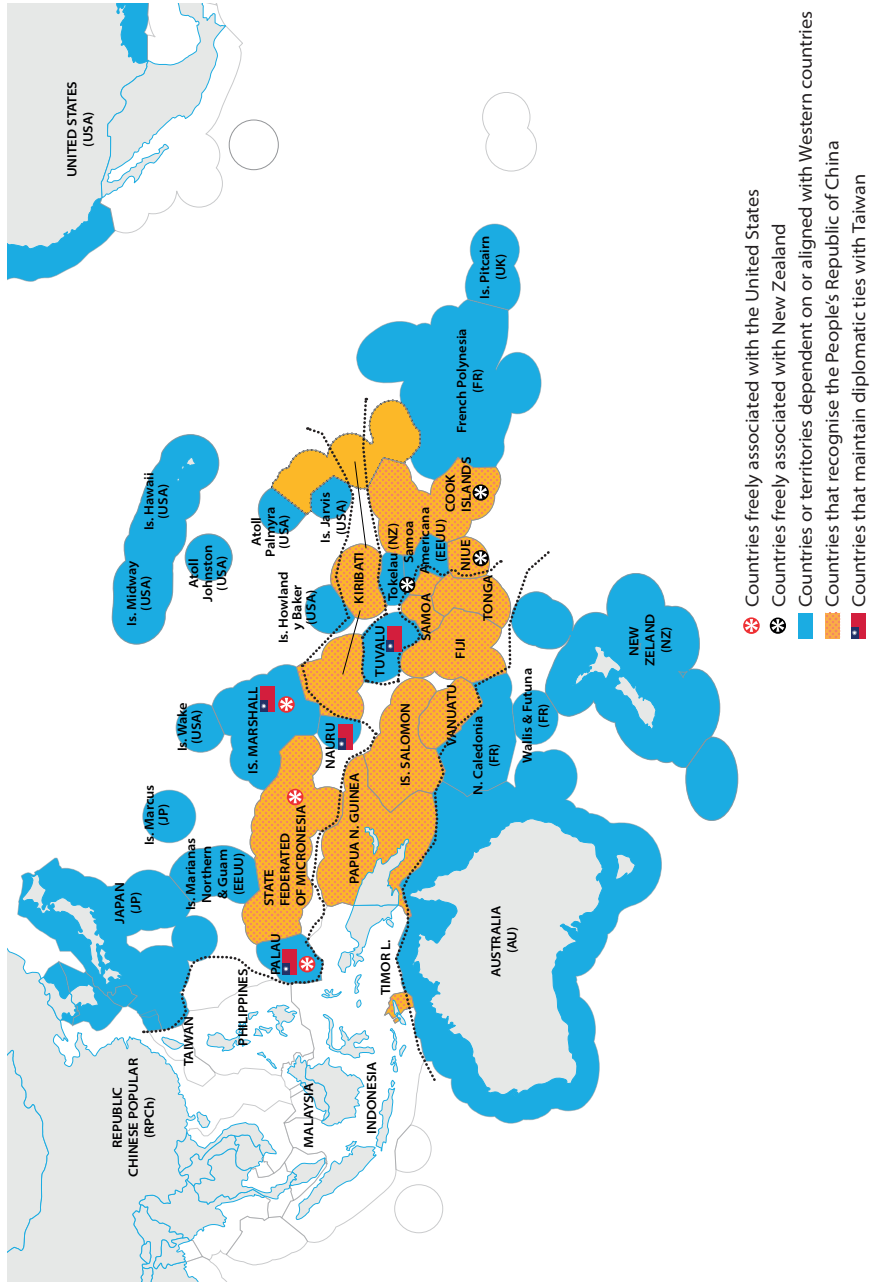 UNITED STATES
(USA)
REPUBLIC
CHINESE POPULAR
(RPCh)
JAPAN
(JP)
TAIWAN
PHILIPPINES
MALAYSIA
INDONESIA
TIMOR L.
PALAU
Is. Marcus
(JP)
Is. Marianas
Northern
& Guam
(EEUU)
STATE
FEDERATED
OF MICRONESIA
Is. Wake
(USA)
IS. MARSHALL
NAURU
Is. Midway
(USA)
Is. Hawaii
(USA)
Atoll
Johnston
(USA)
Atoll
Palmyra
(USA)
Is. Jarvis
(USA)
Is. Howland
y Baker
(USA)
KIRIBATI
TUVALU
Tokelau (NZ)
Samoa
Americana
(EEUU)
SAMOA
COOK
ISLANDS
NIUE
TONGA
FIJI
PAPUA N. GUINEA
IS. SALOMON
VANUATU
N. Caledonia
(FR)
Wallis & Futuna
(FR)
French Polynesia
(FR)
Is. Pitcairn
(UK)
AUSTRALIA
(AU)
NEW
ZELAND
(NZ)
Countries freely associated with the United States
Countries freely associated with New Zealand
Countries or territories dependent on or aligned with Western countries
Countries that recognise the People's Republic of China
Countries that maintain diplomatic ties with Taiwan